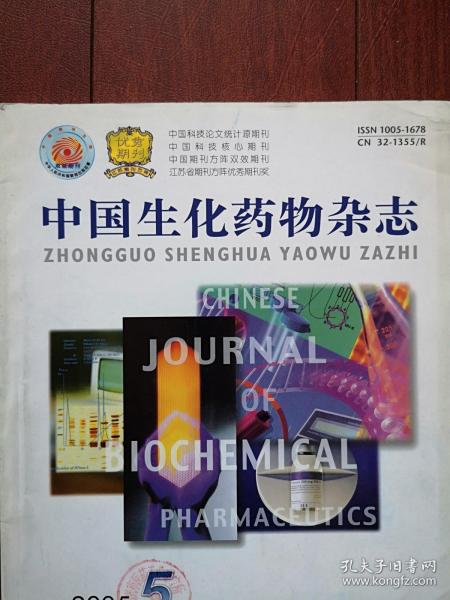 中国科技论文统计源期刊
中国科技核心期刊
中国期刊方阵双效期刊
江苏省期刊方阵优秀期刊奖
ISSN 1005-1678
CN 32-1355/R
优秀
期刊
中国生化药物杂志
ZHONGGUO SHENGHUA YAOWU ZAZHI
CHINESE
JOURNAL
OF
BIOCHEMICAL
PHARMACEUTICS
5
孔夫子旧书网
www.kongfz.com